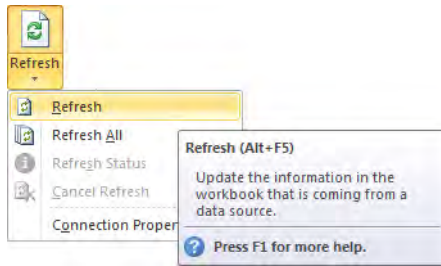 Refresh
Refresh
Refresh All
Refresh Status
Cancel Refresh
Connection Proper
Refresh (Alt+F5)
Update the information in the
workbook that is coming from a
data source.
Press F1 for more help.